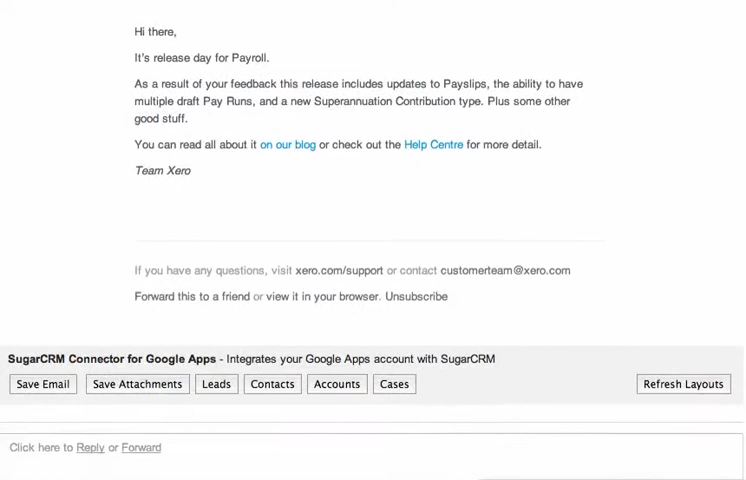 Hi there,
It's release day for Payroll.
As a result of your feedback this release includes updates to Payslips, the ability to have
multiple draft Pay Runs, and a new Superannuation Contribution type. Plus some other
good stuff.
You can read all about it on our blog or check out the Help Centre for more detail.
Team Xero
If you have any questions, visit xero.com/support or contact customerteam@xero.com
Forward this to a friend or view it in your browser. Unsubscribe
SugarCRM Connector for Google Apps - Integrates your Google Apps account with SugarCRM
Save Email Save Attachments Leads Contacts Accounts Cases Refresh Layouts
Click here to Reply or Forward